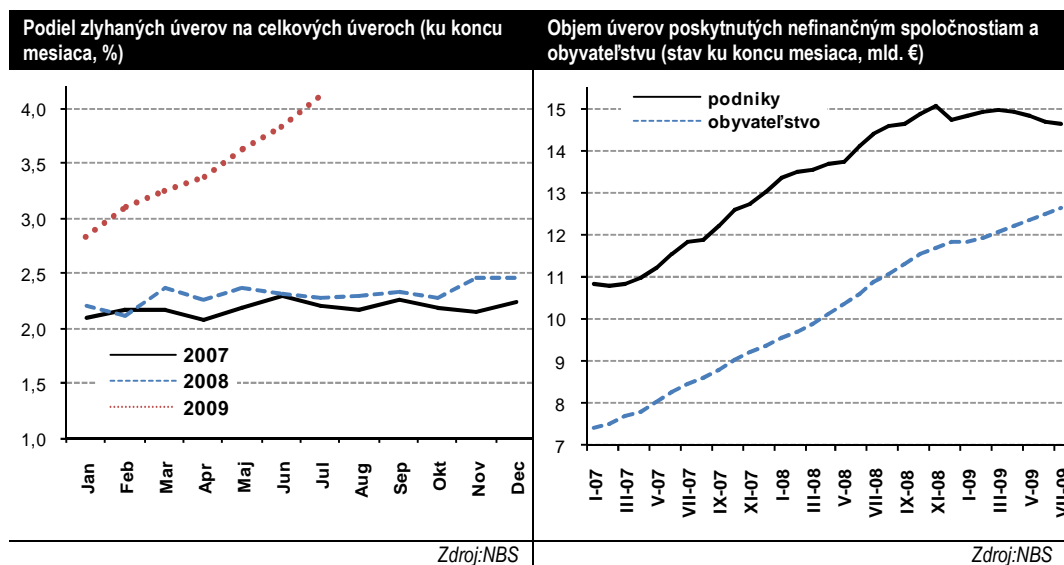 Podiel zlyhaných úverov na celkových úveroch (ku koncu
mesiaca, %)
4,0
3,5
3,0
2,5
2,0
1,5
1,0
2007
2008
2009
Jan
Feb
Mar
Apr
Maj
Jun
Jul
Aug
Sep
Okt
Nov
Dec
Zdroj:NBS
Objem úverov poskytnutých nefinančným spoločnostiam a
obyvateľstvu (stav ku koncu mesiaca, mld. €)
podniky
obyvateľstvo
15
14
13
12
11
10
9
8
7
I-07
III-07
V-07
VII-07
IX-07
XI-07
I-08
III-08
V-08
VII-08
IX-08
XI-08
I-09
III-09
V-09
VII-09
Zdroj:NBS